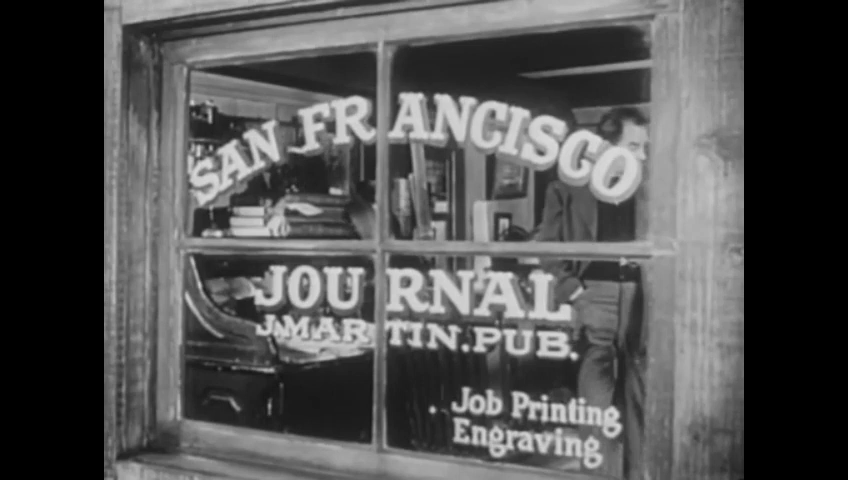 SAN FRANCISCO
JOURNAL
J.MARTIN.PUB.
Job Printing
Engraving